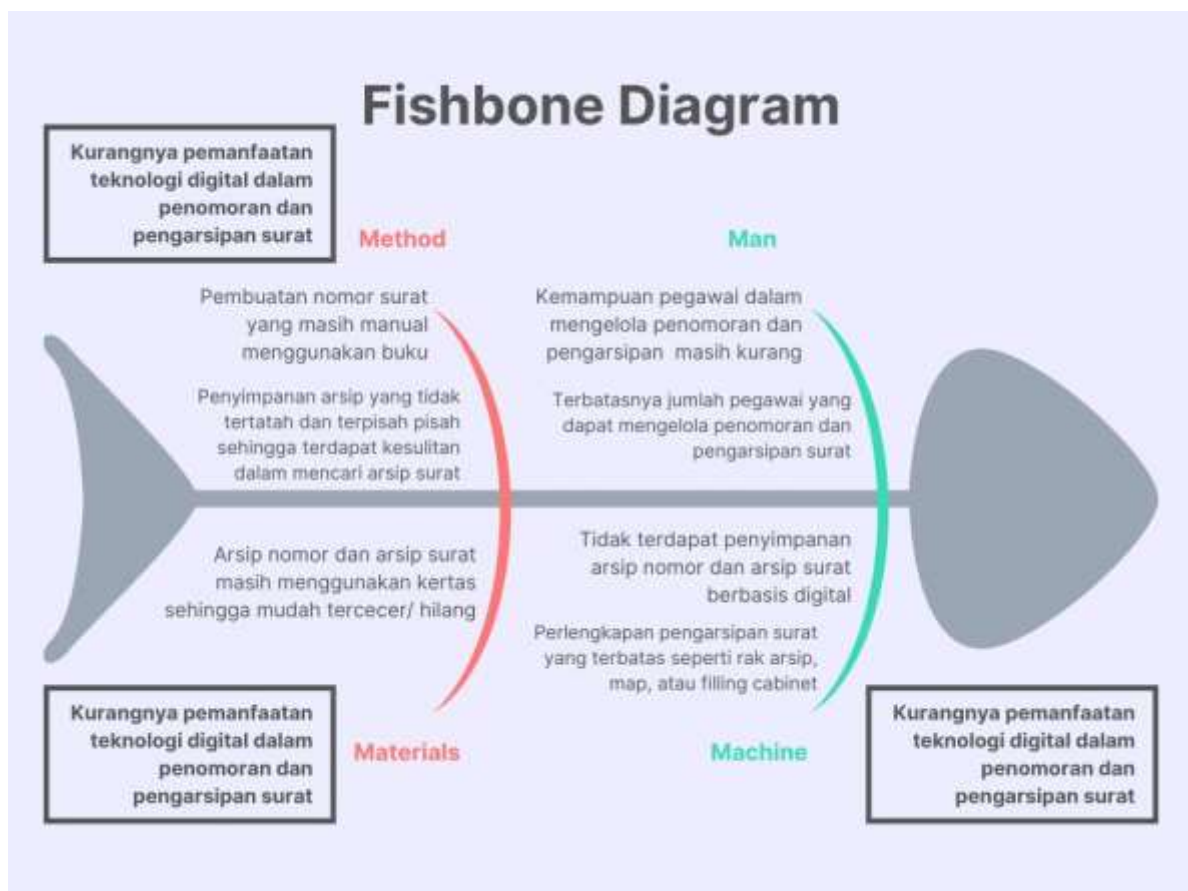 Fishbone Diagram
Kurangnya pemanfaatan
teknologi digital dalam
penomoran dan
pengarsipan surat
Method
Man
Pembuatan nomor surat
yang masih manual
menggunakan buku
Penyimpanan arsip yang tidak
tertatah dan terpisah pisah
sehingga terdapat kesulitan
dalam mencari arsip surat
Kemampuan pegawai dalam
mengelola penomoran dan
pengarsipan masih kurang
Terbatasnya jumlah pegawai yang
dapat mengelola penomoran dan
pengarsipan surat
Arsip nomor dan arsip surat
masih menggunakan kertas
sehingga mudah tercecer/ hilang
Tidak terdapat penyimpanan
arsip nomor dan arsip surat
berbasis digital
Perlengkapan pengarsipan surat
yang terbatas seperti rak arsip,
map, atau filling cabinet
Kurangnya pemanfaatan
teknologi digital dalam
penomoran dan
pengarsipan surat
Materials
Machine
Kurangnya pemanfaatan
teknologi digital dalam
penomoran dan
pengarsipan surat